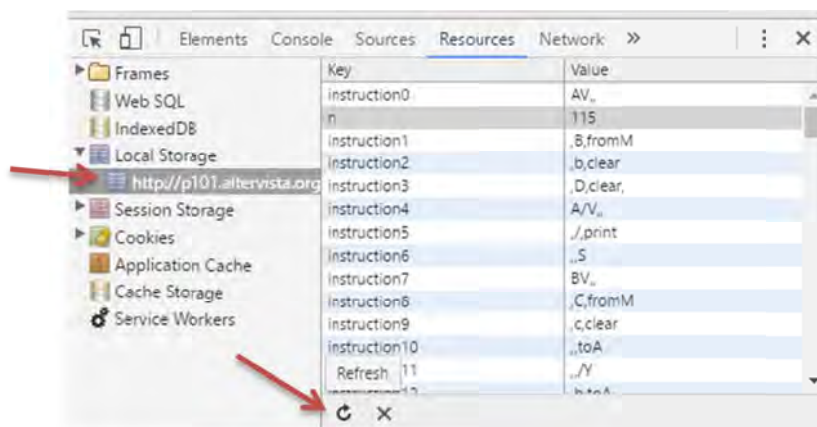 Elements Console Sources Resources Network »
Frames
Web SQL
IndexedDB
Local Storage
http://p101.altervista.org
Session Storage
Cookies
Application Cache
Cache Storage
Service Workers
Key Value
instruction0 AV,,
n 115
instruction1 ,B,fromM
instruction2 ,b,clear
instruction3 ,D,clear,
instruction4 A/V,,
instruction5 ,/,print
instruction6 ,,S
instruction7 BV,,
instruction8 ,C,fromM
instruction9 ,c,clear
instruction10 ,,toA
11 ,,/Y
Refresh